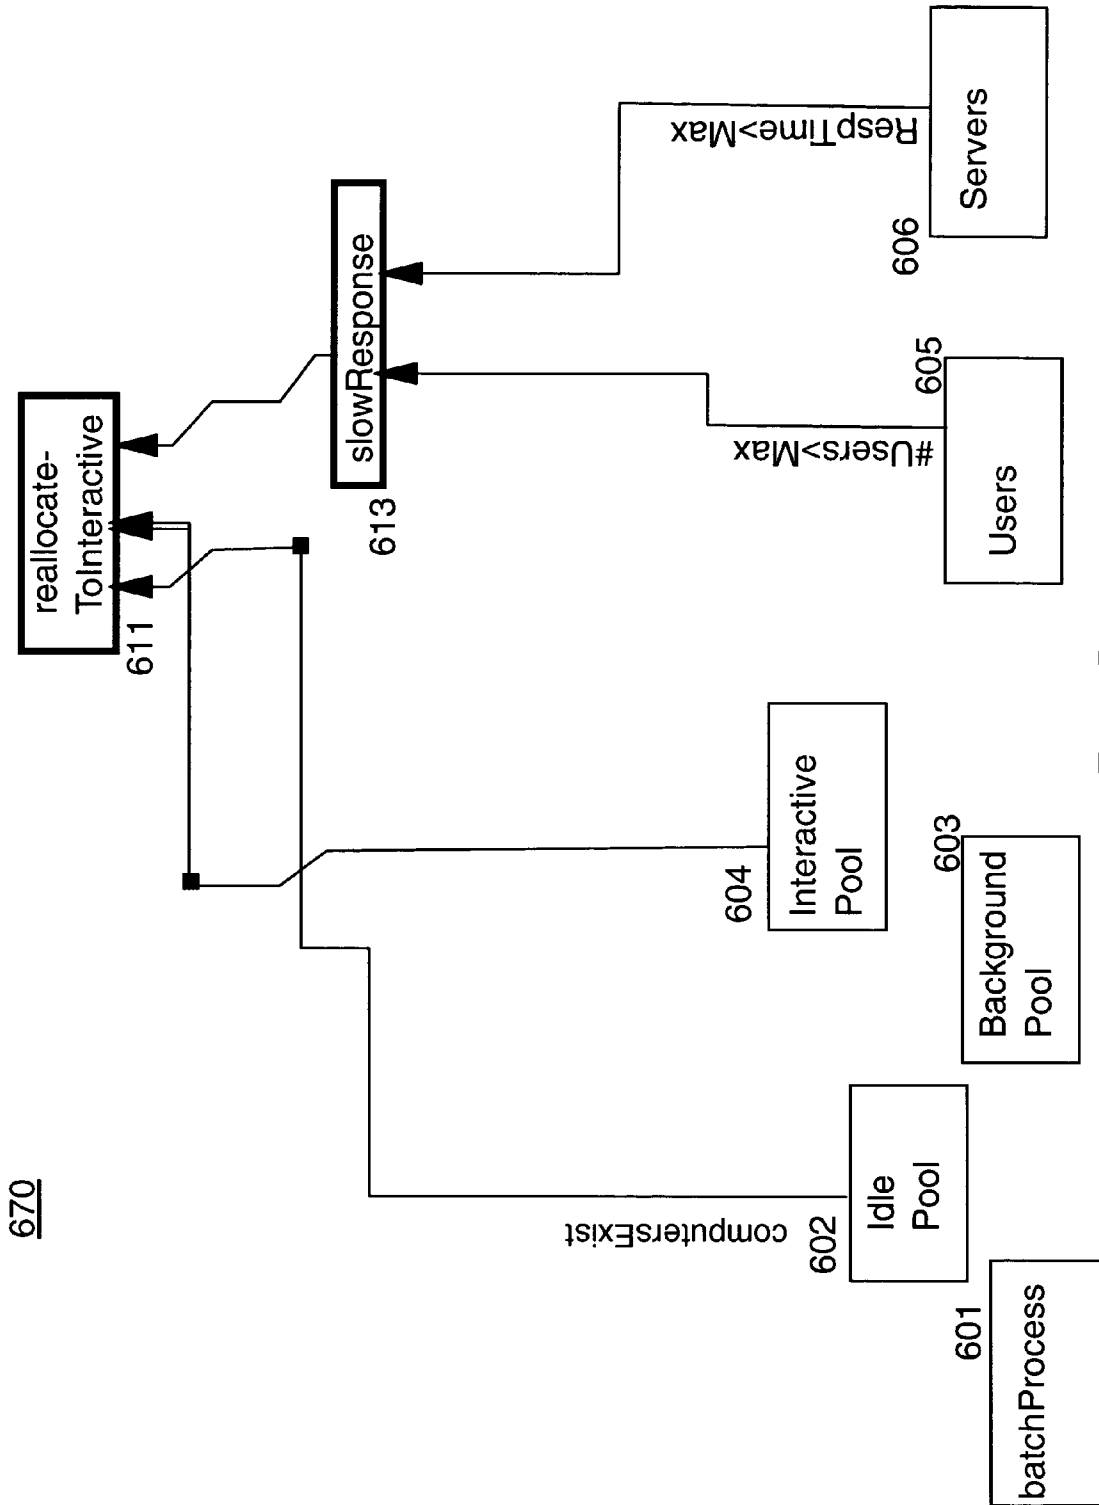 670
reallocate-
ToInteractive
611
slowResponse
613
computersExist
602
Idle
Pool
601
batchProcess
604
Interactive
Pool
603
Background
Pool
#Users>Max
605
Users
RespTime>Max
606
Servers